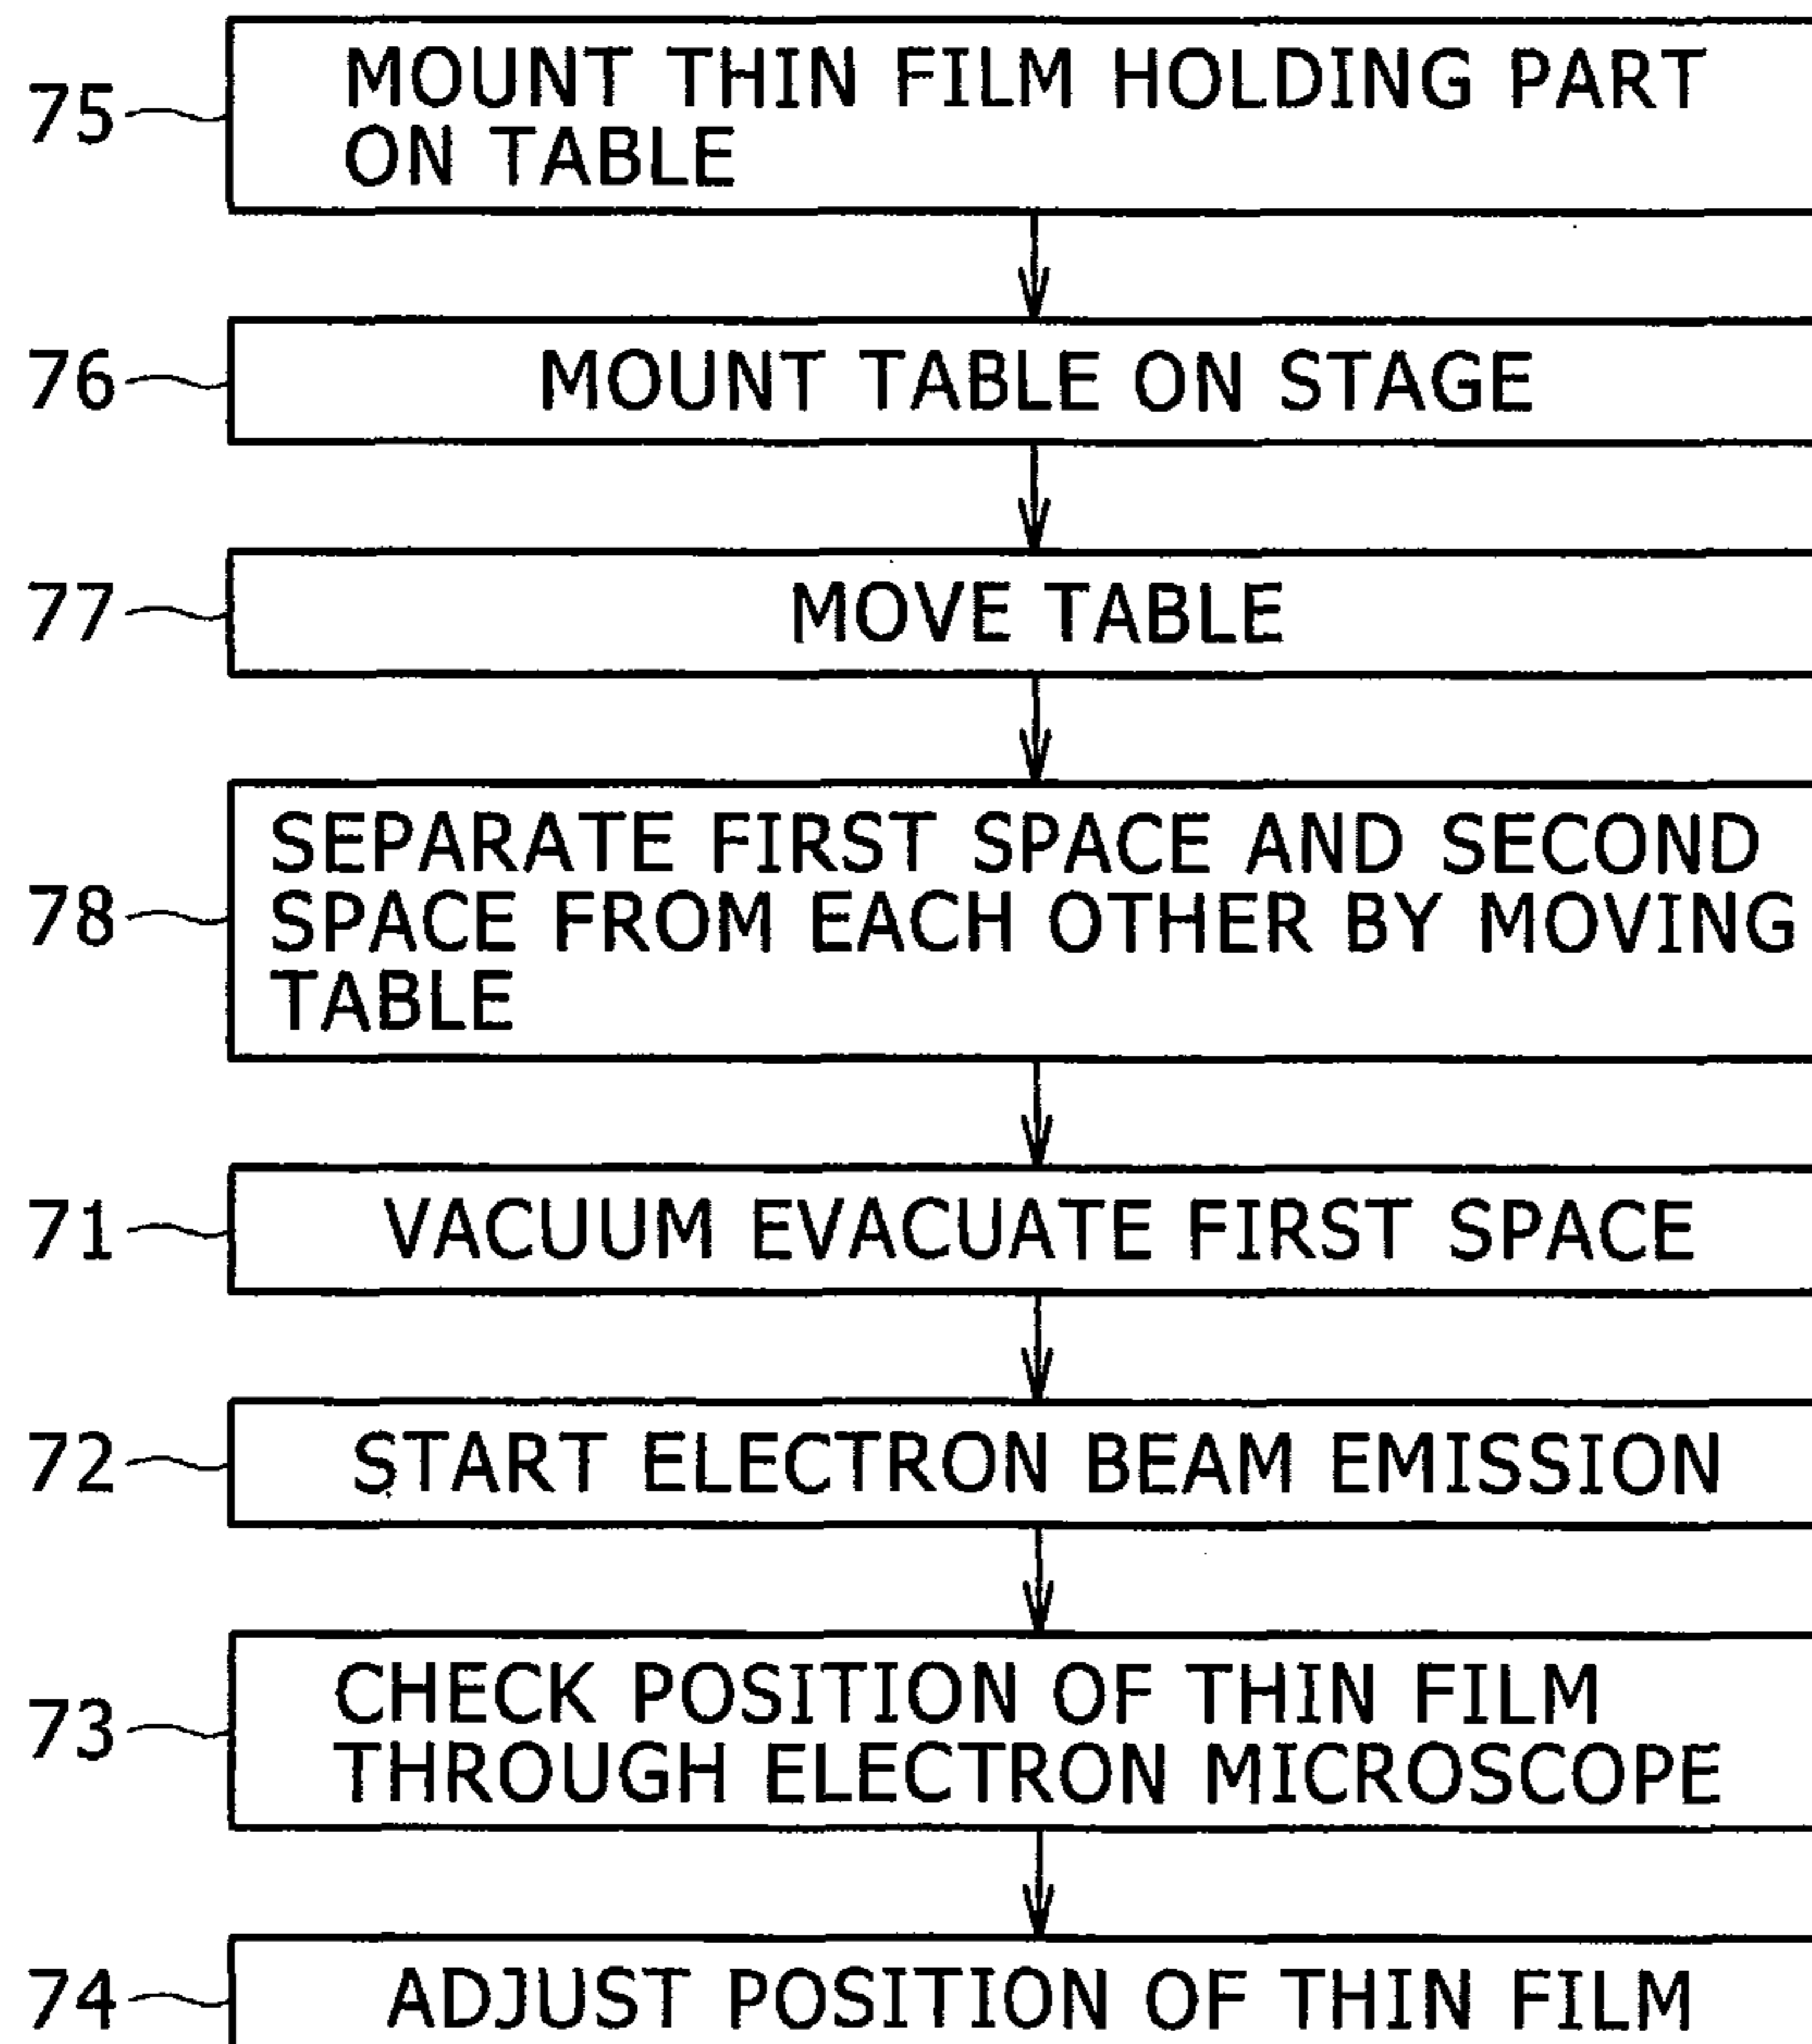 75
MOUNT THIN FILM HOLDING PART
ON TABLE
76
MOUNT TABLE ON STAGE
77
MOVE TABLE
78
SEPARATE FIRST SPACE AND SECOND
SPACE FROM EACH OTHER BY MOVING
TABLE
71
VACUUM EVACUATE FIRST SPACE
72
START ELECTRON BEAM EMISSION
73
CHECK POSITION OF THIN FILM
THROUGH ELECTRON MICROSCOPE
74
ADJUST POSITION OF THIN FILM